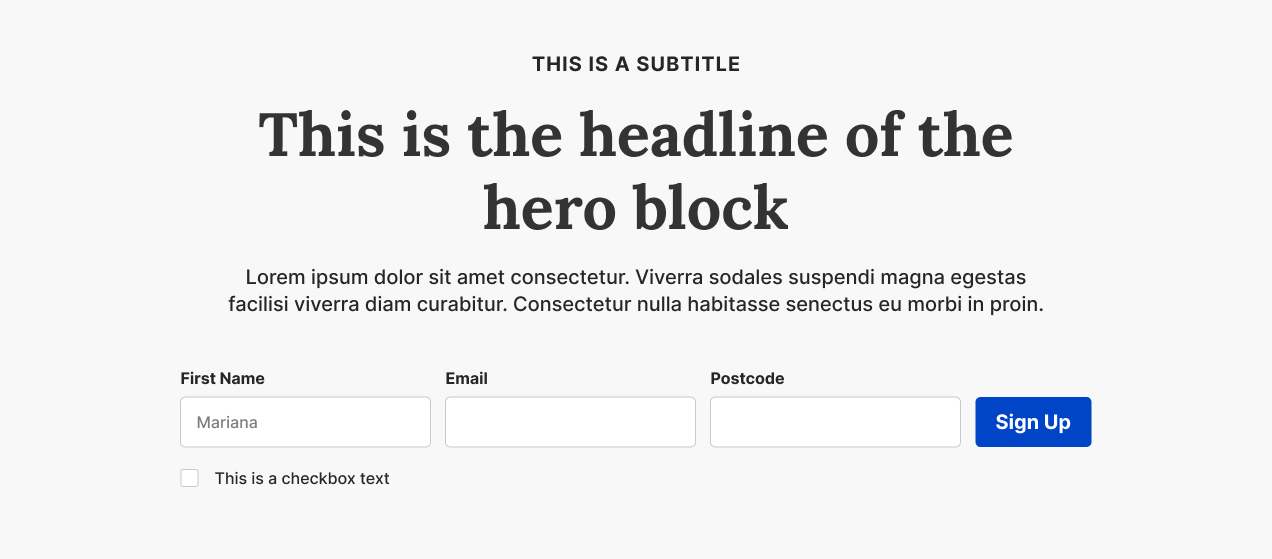 THIS IS A SUBTITLE
This is the headline of the
hero block
Lorem ipsum dolor sit amet consectetur. Viverra sodales suspendi magna egestas
facilisi viverra diam curabitur. Consectetur nulla habitasse senectus eu morbi in proin.
First Name
Email
Postcode
Mariana
Sign Up
This is a checkbox text